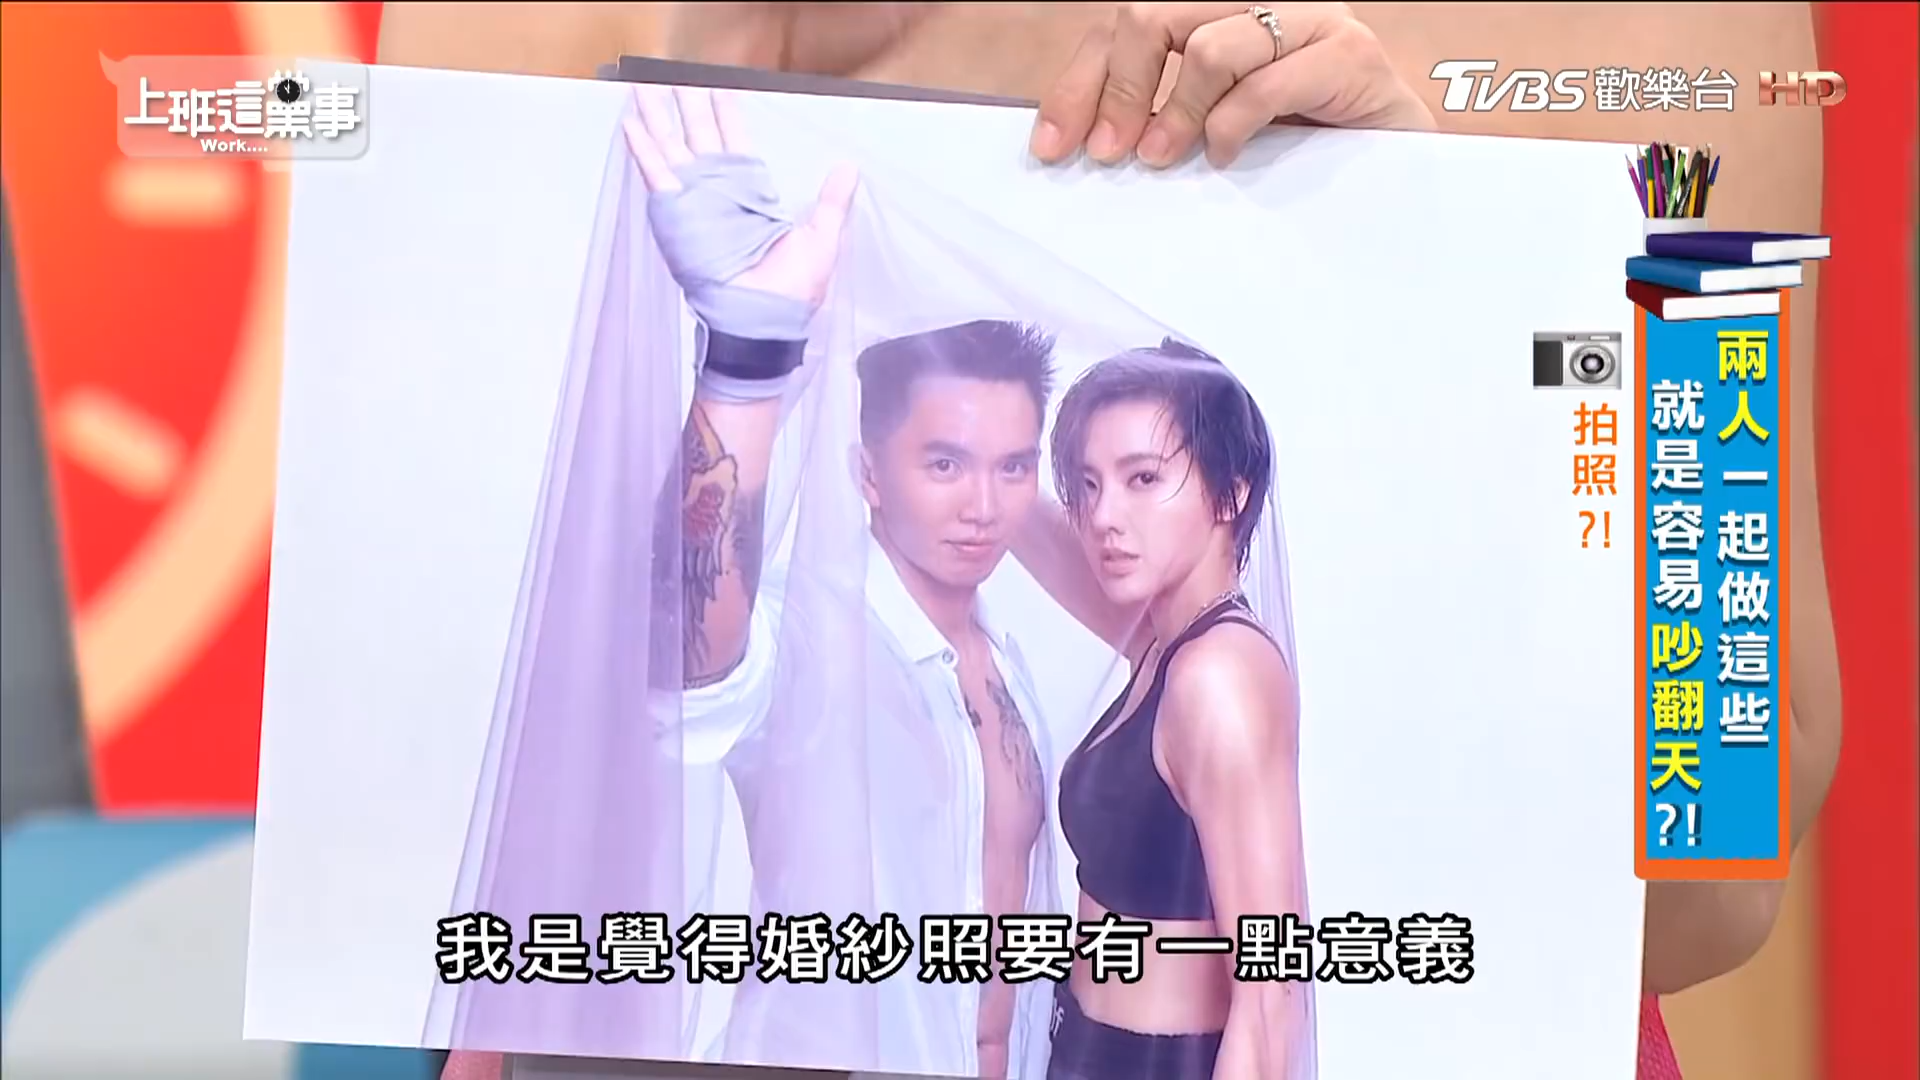 上班這黨事
Work....
TVBS歡樂台 HD
兩人一起做這些
就是容易吵翻天?!
拍照?!
我是覺得婚紗照要有一點意義